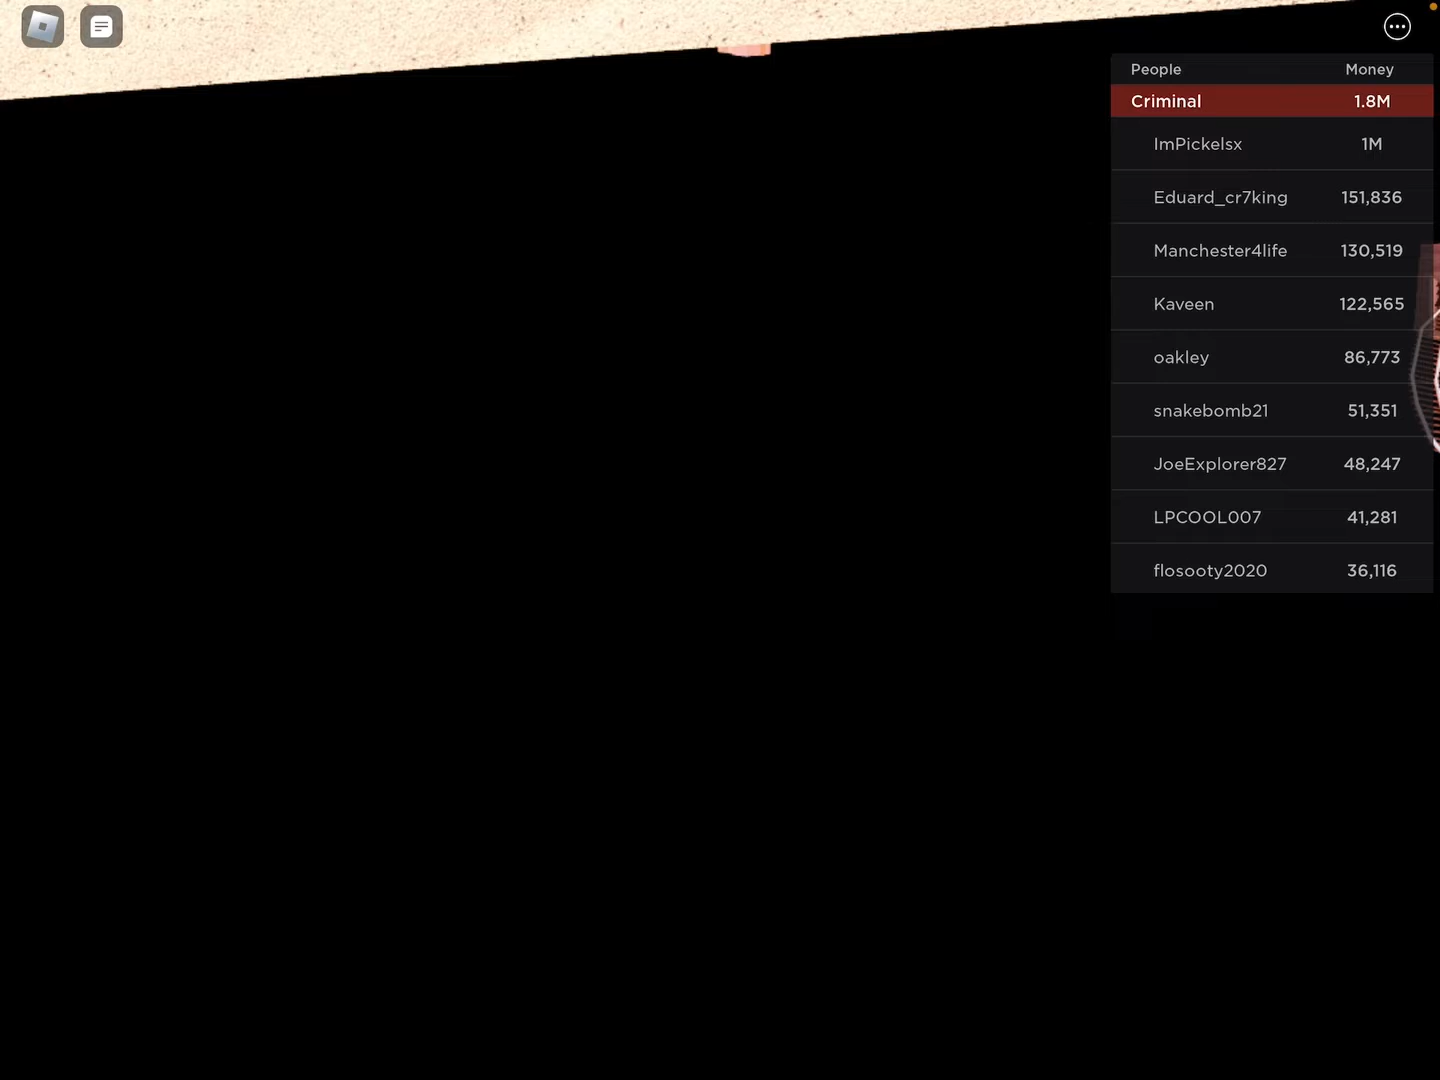 People Money
Criminal 1.8M
ImPickelsx 1M
Eduard_cr7king 151,836
Manchester4life 130,519
Kaveen 122,565
oakley 86,773
snakebomb21 51,351
JoeExplorer827 48,247
LPCOOL007 41,281
flosooty2020 36,116